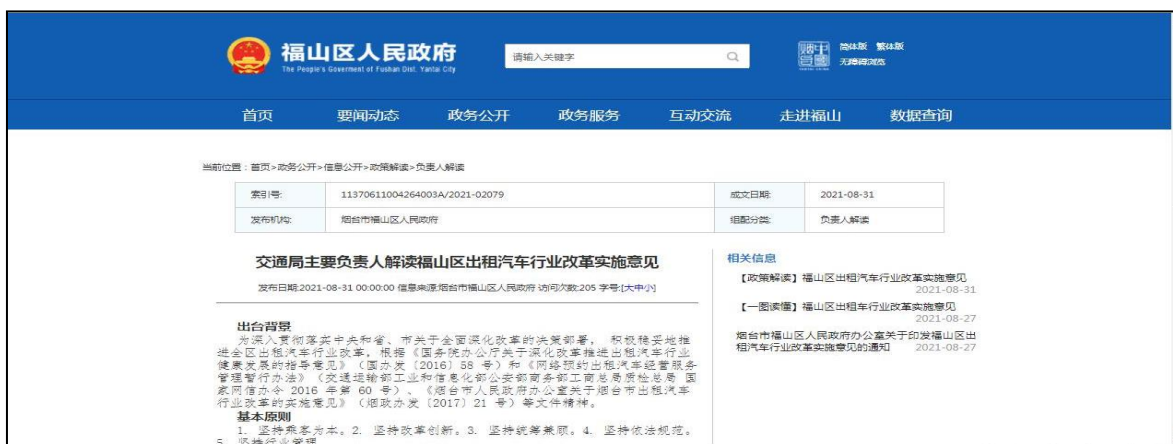 福山区人民政府
The People's Goverment of Fushan Dist. Yantai City
请输入关键字
简体版 繁体版
无障碍浏览
首页 要闻动态 政务公开 政务服务 互动交流 走进福山 数据查询
当前位置：首页>政务公开>信息公开>政策解读>负责人解读
索引号: 11370611004264003A/2021-02079 成文日期: 2021-08-31
发布机构: 烟台市福山区人民政府 组配分类: 负责人解读
交通局主要负责人解读福山区出租汽车行业改革实施意见
发布日期:2021-08-31 00:00:00 信息来源:烟台市福山区人民政府 访问次数:205 字号:[大中小]
出台背景
为深入贯彻落实中央和省、市关于全面深化改革的决策部署， 积极稳妥地推
进全区出租汽车行业改革，根据《国务院办公厅关于深化改革推进出租汽车行业
健康发展的指导意见》（国办发〔2016〕58 号）和《网络预约出租汽车经营服务
管理暂行办法》（交通运输部工业和信息化部公安部商务部工商总局质检总局 国
家网信办令 2016 年第 60 号）、《烟台市人民政府办公室关于烟台市出租汽车
行业改革的实施意见》（烟政办发〔2017〕21 号）等文件精神。
基本原则
1. 坚持乘客为本。2. 坚持改革创新。3. 坚持统筹兼顾。4. 坚持依法规范。
5. 坚持行业管理
相关信息
【政策解读】福山区出租汽车行业改革实施意见
2021-08-31
【一图读懂】福山区出租车行业改革实施意见
2021-08-27
烟台市福山区人民政府办公室关于印发福山区出
租汽车行业改革实施意见的通知 2021-08-27